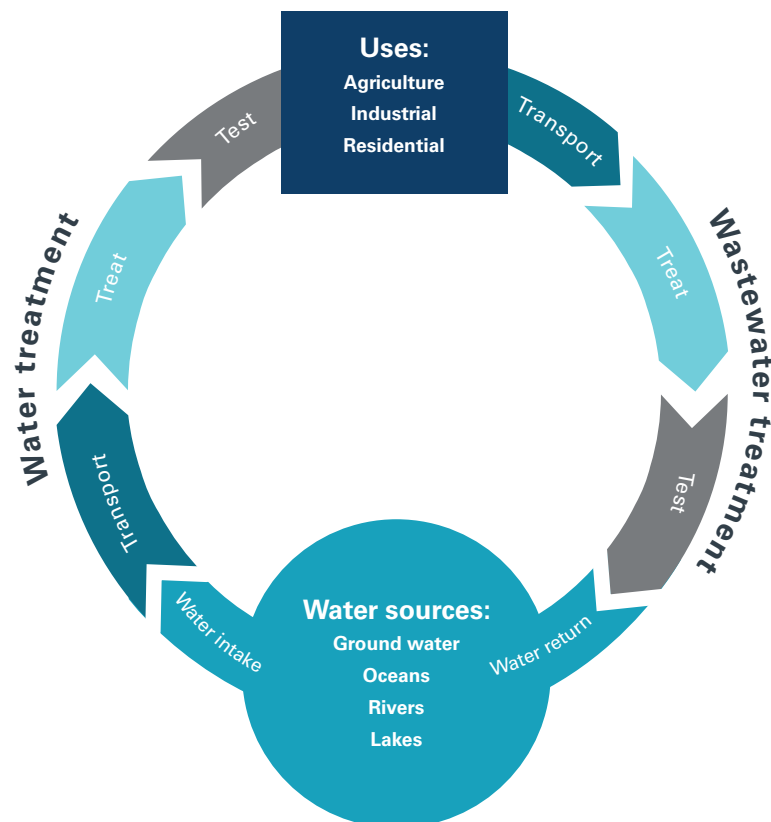 Uses:
Agriculture
Industrial
Residential
Transport
Treat
Wastewater treatment
Test
Water return
Water sources:
Ground water
Oceans
Rivers
Lakes
Water intake
Transport
Water treatment
Treat
Test